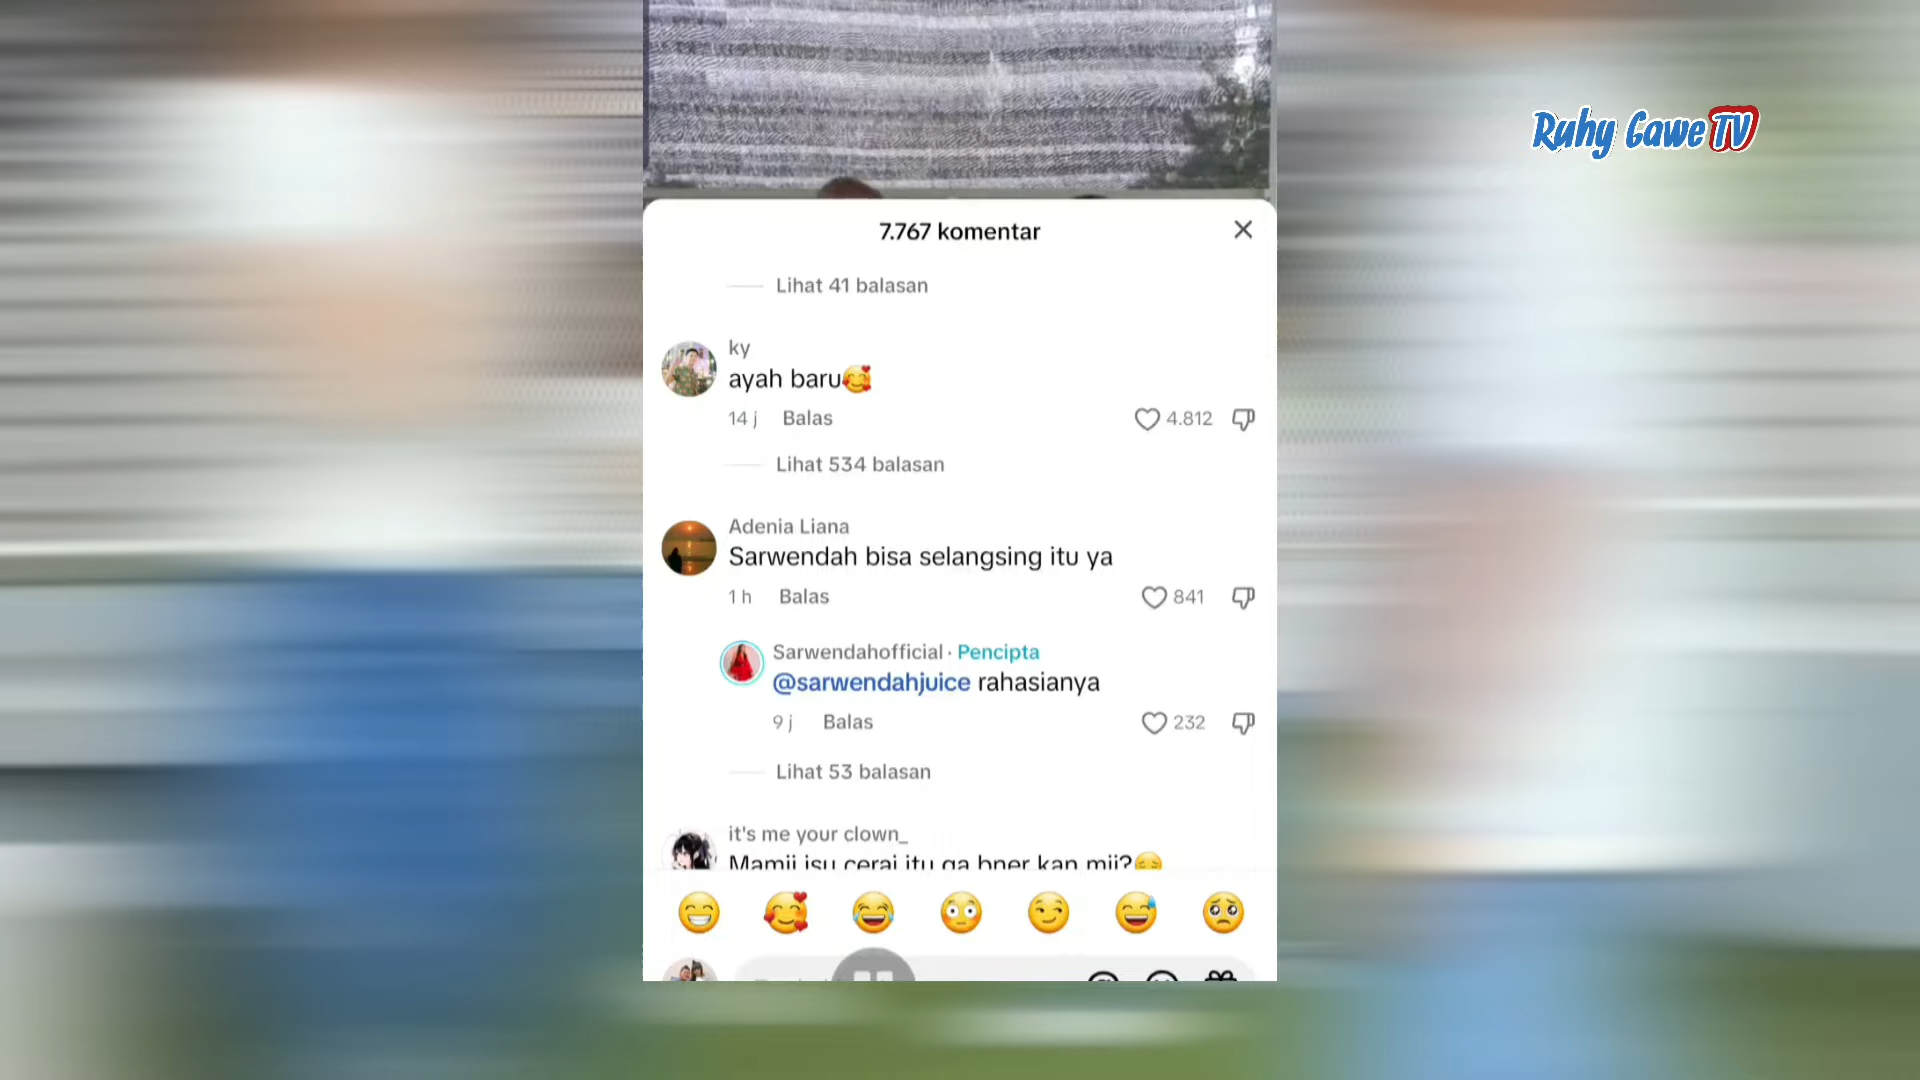 Ruhy Gawe TV
7.767 komentar
Lihat 41 balasan
ky
ayah baru🥰
14 j Balas 4.812
Lihat 534 balasan
Adenia Liana
Sarwendah bisa selangsing itu ya
1 h Balas 841
Sarwendahofficial · Pencipta
@sarwendahjuice rahasianya
9 j Balas 232
Lihat 53 balasan
it's me your clown_
Mamii isu cerai itu ga bner kan mii?😔